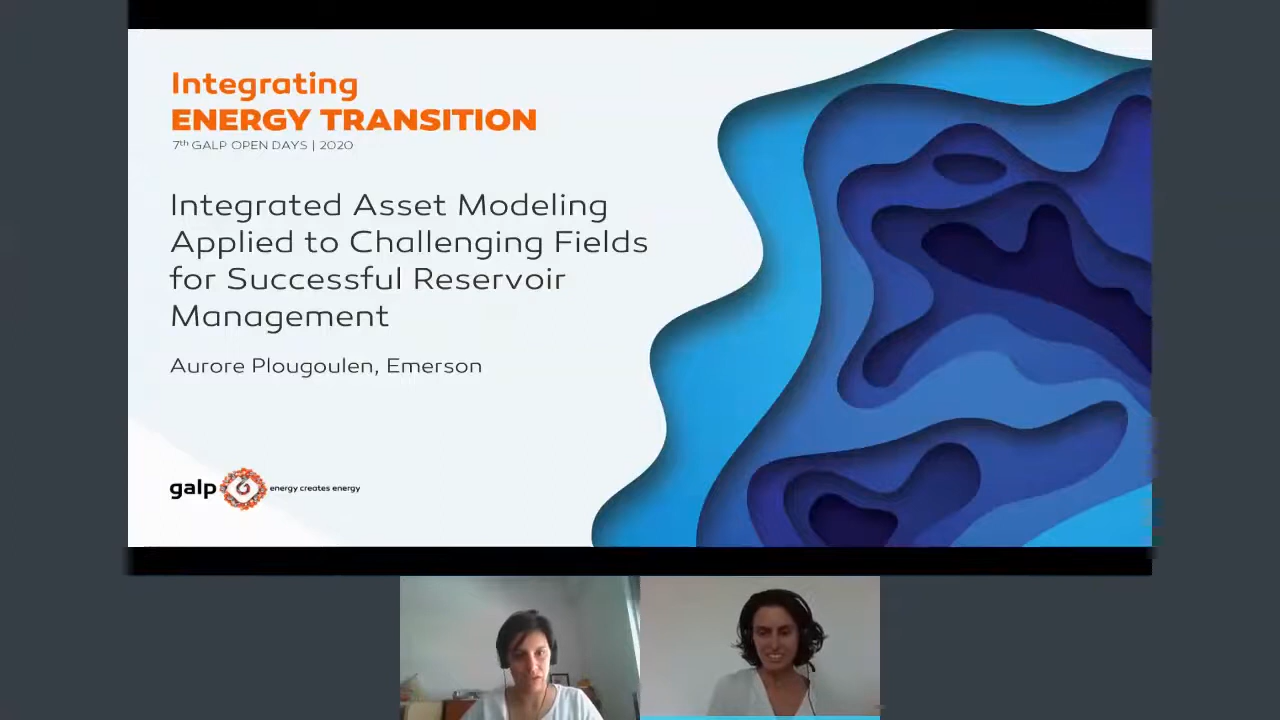 Integrating
ENERGY TRANSITION
7th GALP OPEN DAYS | 2020
Integrated Asset Modeling
Applied to Challenging Fields
for Successful Reservoir
Management
Aurore Plougoulen, Emerson
galp energy creates energy